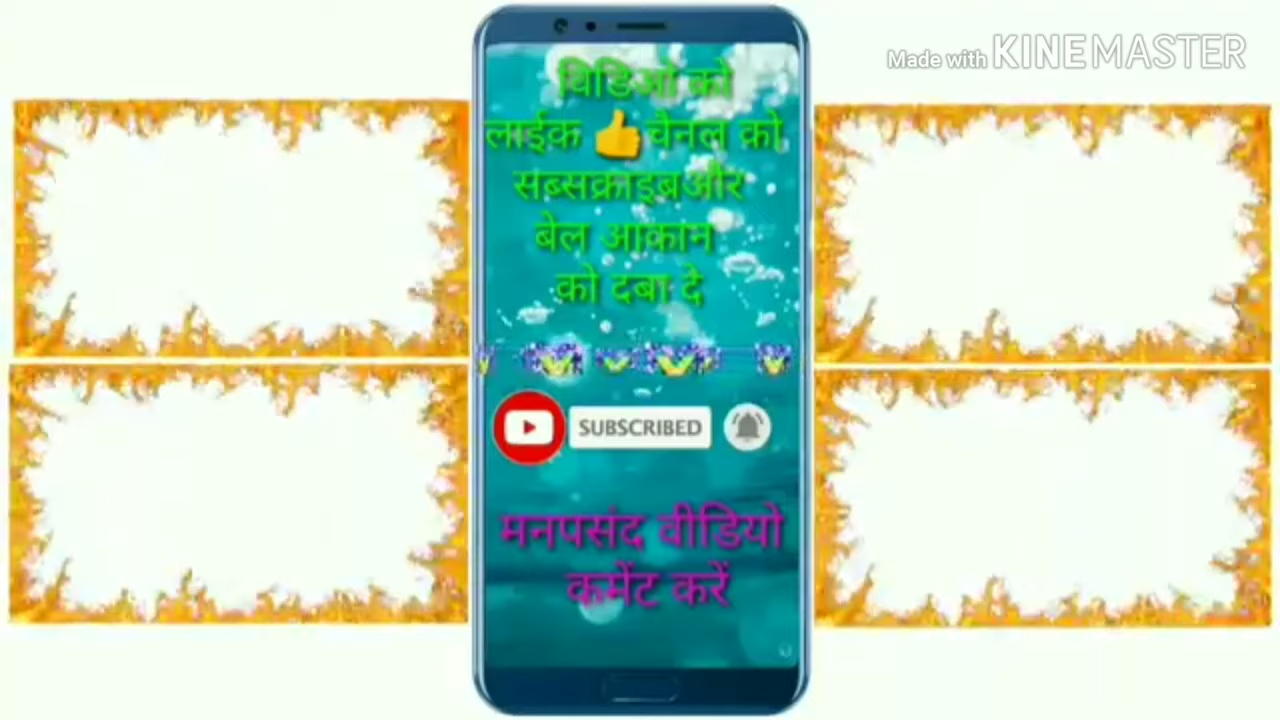 Made with KINEMASTER
विडिओ को
लाईक 👍 चैनल को
सब्सक्राइबऔर
बेल आकान
को दबा दे
SUBSCRIBED
मनपसंद वीडियो
कमेंट करें